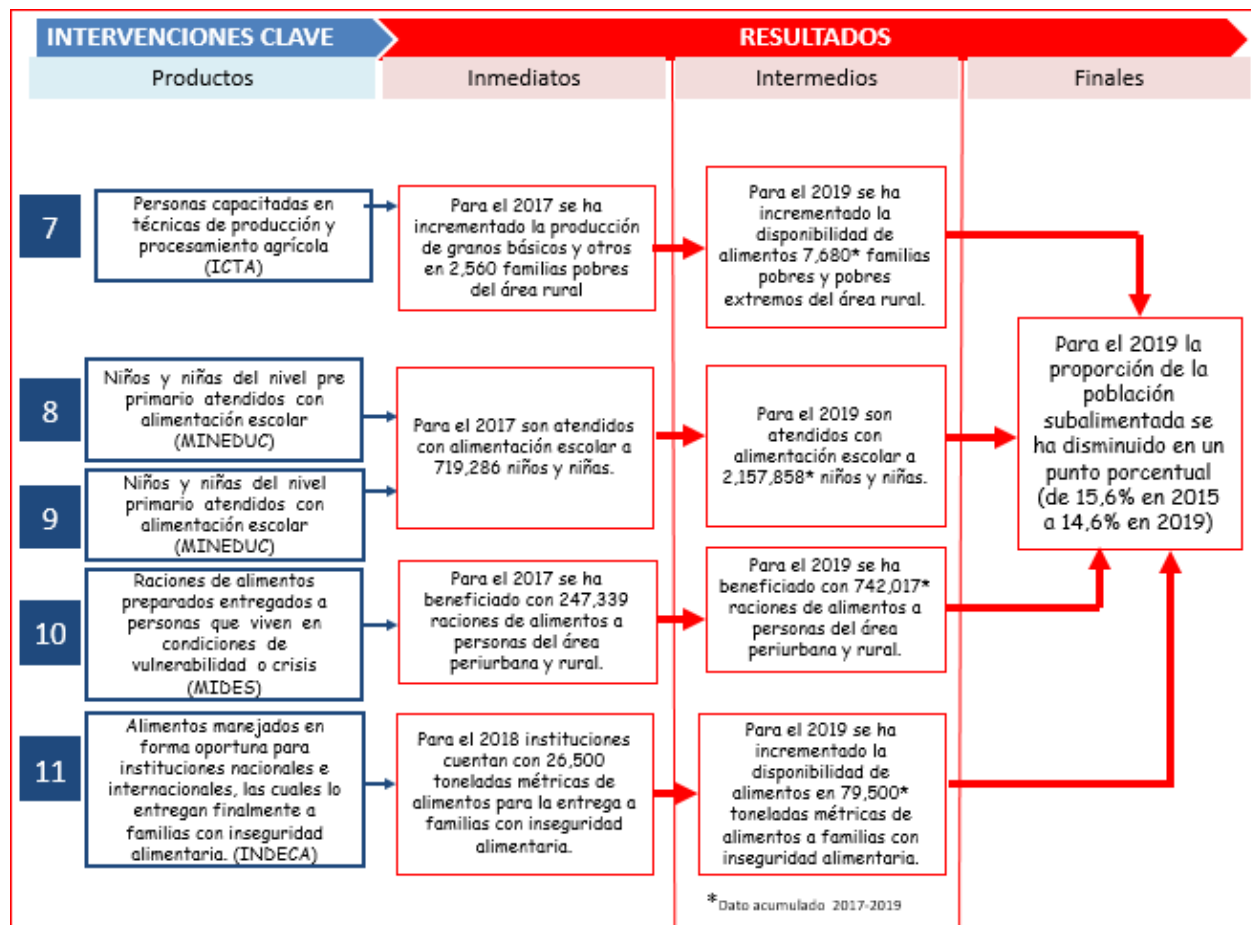 INTERVENCIONES CLAVE
RESULTADOS
Productos
Inmediatos
Intermedios
Finales
7
Personas capacitadas en
técnicas de producción y
procesamiento agrícola
(ICTA)
Para el 2017 se ha
incrementado la producción
de granos básicos y otros
en 2,560 familias pobres
del área rural
Para el 2019 se ha
incrementado la
disponibilidad de
alimentos 7,680* familias
pobres y pobres
extremos del área rural.
8
Niños y niñas del nivel pre
primario atendidos con
alimentación escolar
(MINEDUC)
9
Niños y niñas del nivel
primario atendidos con
alimentación escolar
(MINEDUC)
Para el 2017 son atendidos
con alimentación escolar a
719,286 niños y niñas.
Para el 2019 son
atendidos con
alimentación escolar a
2,157,858* niños y niñas.
Para el 2019 la
proporción de la
población
subalimentada se
ha disminuido en un
punto porcentual
(de 15,6% en 2015
a 14,6% en 2019)
10
Raciones de alimentos
preparados entregados a
personas que viven en
condiciones de
vulnerabilidad o crisis
(MIDES)
Para el 2017 se ha
beneficiado con 247,339
raciones de alimentos a
personas del área
periurbana y rural.
Para el 2019 se ha
beneficiado con 742,017*
raciones de alimentos a
personas del área
periurbana y rural.
11
Alimentos manejados en
forma oportuna para
instituciones nacionales e
internacionales, las cuales lo
entregan finalmente a
familias con inseguridad
alimentaria. (INDECA)
Para el 2018 instituciones
cuentan con 26,500
toneladas métricas de
alimentos para la entrega a
familias con inseguridad
alimentaria.
Para el 2019 se ha
incrementado la
disponibilidad de
alimentos en 79,500*
toneladas métricas de
alimentos a familias con
inseguridad alimentaria.
*Dato acumulado 2017-2019